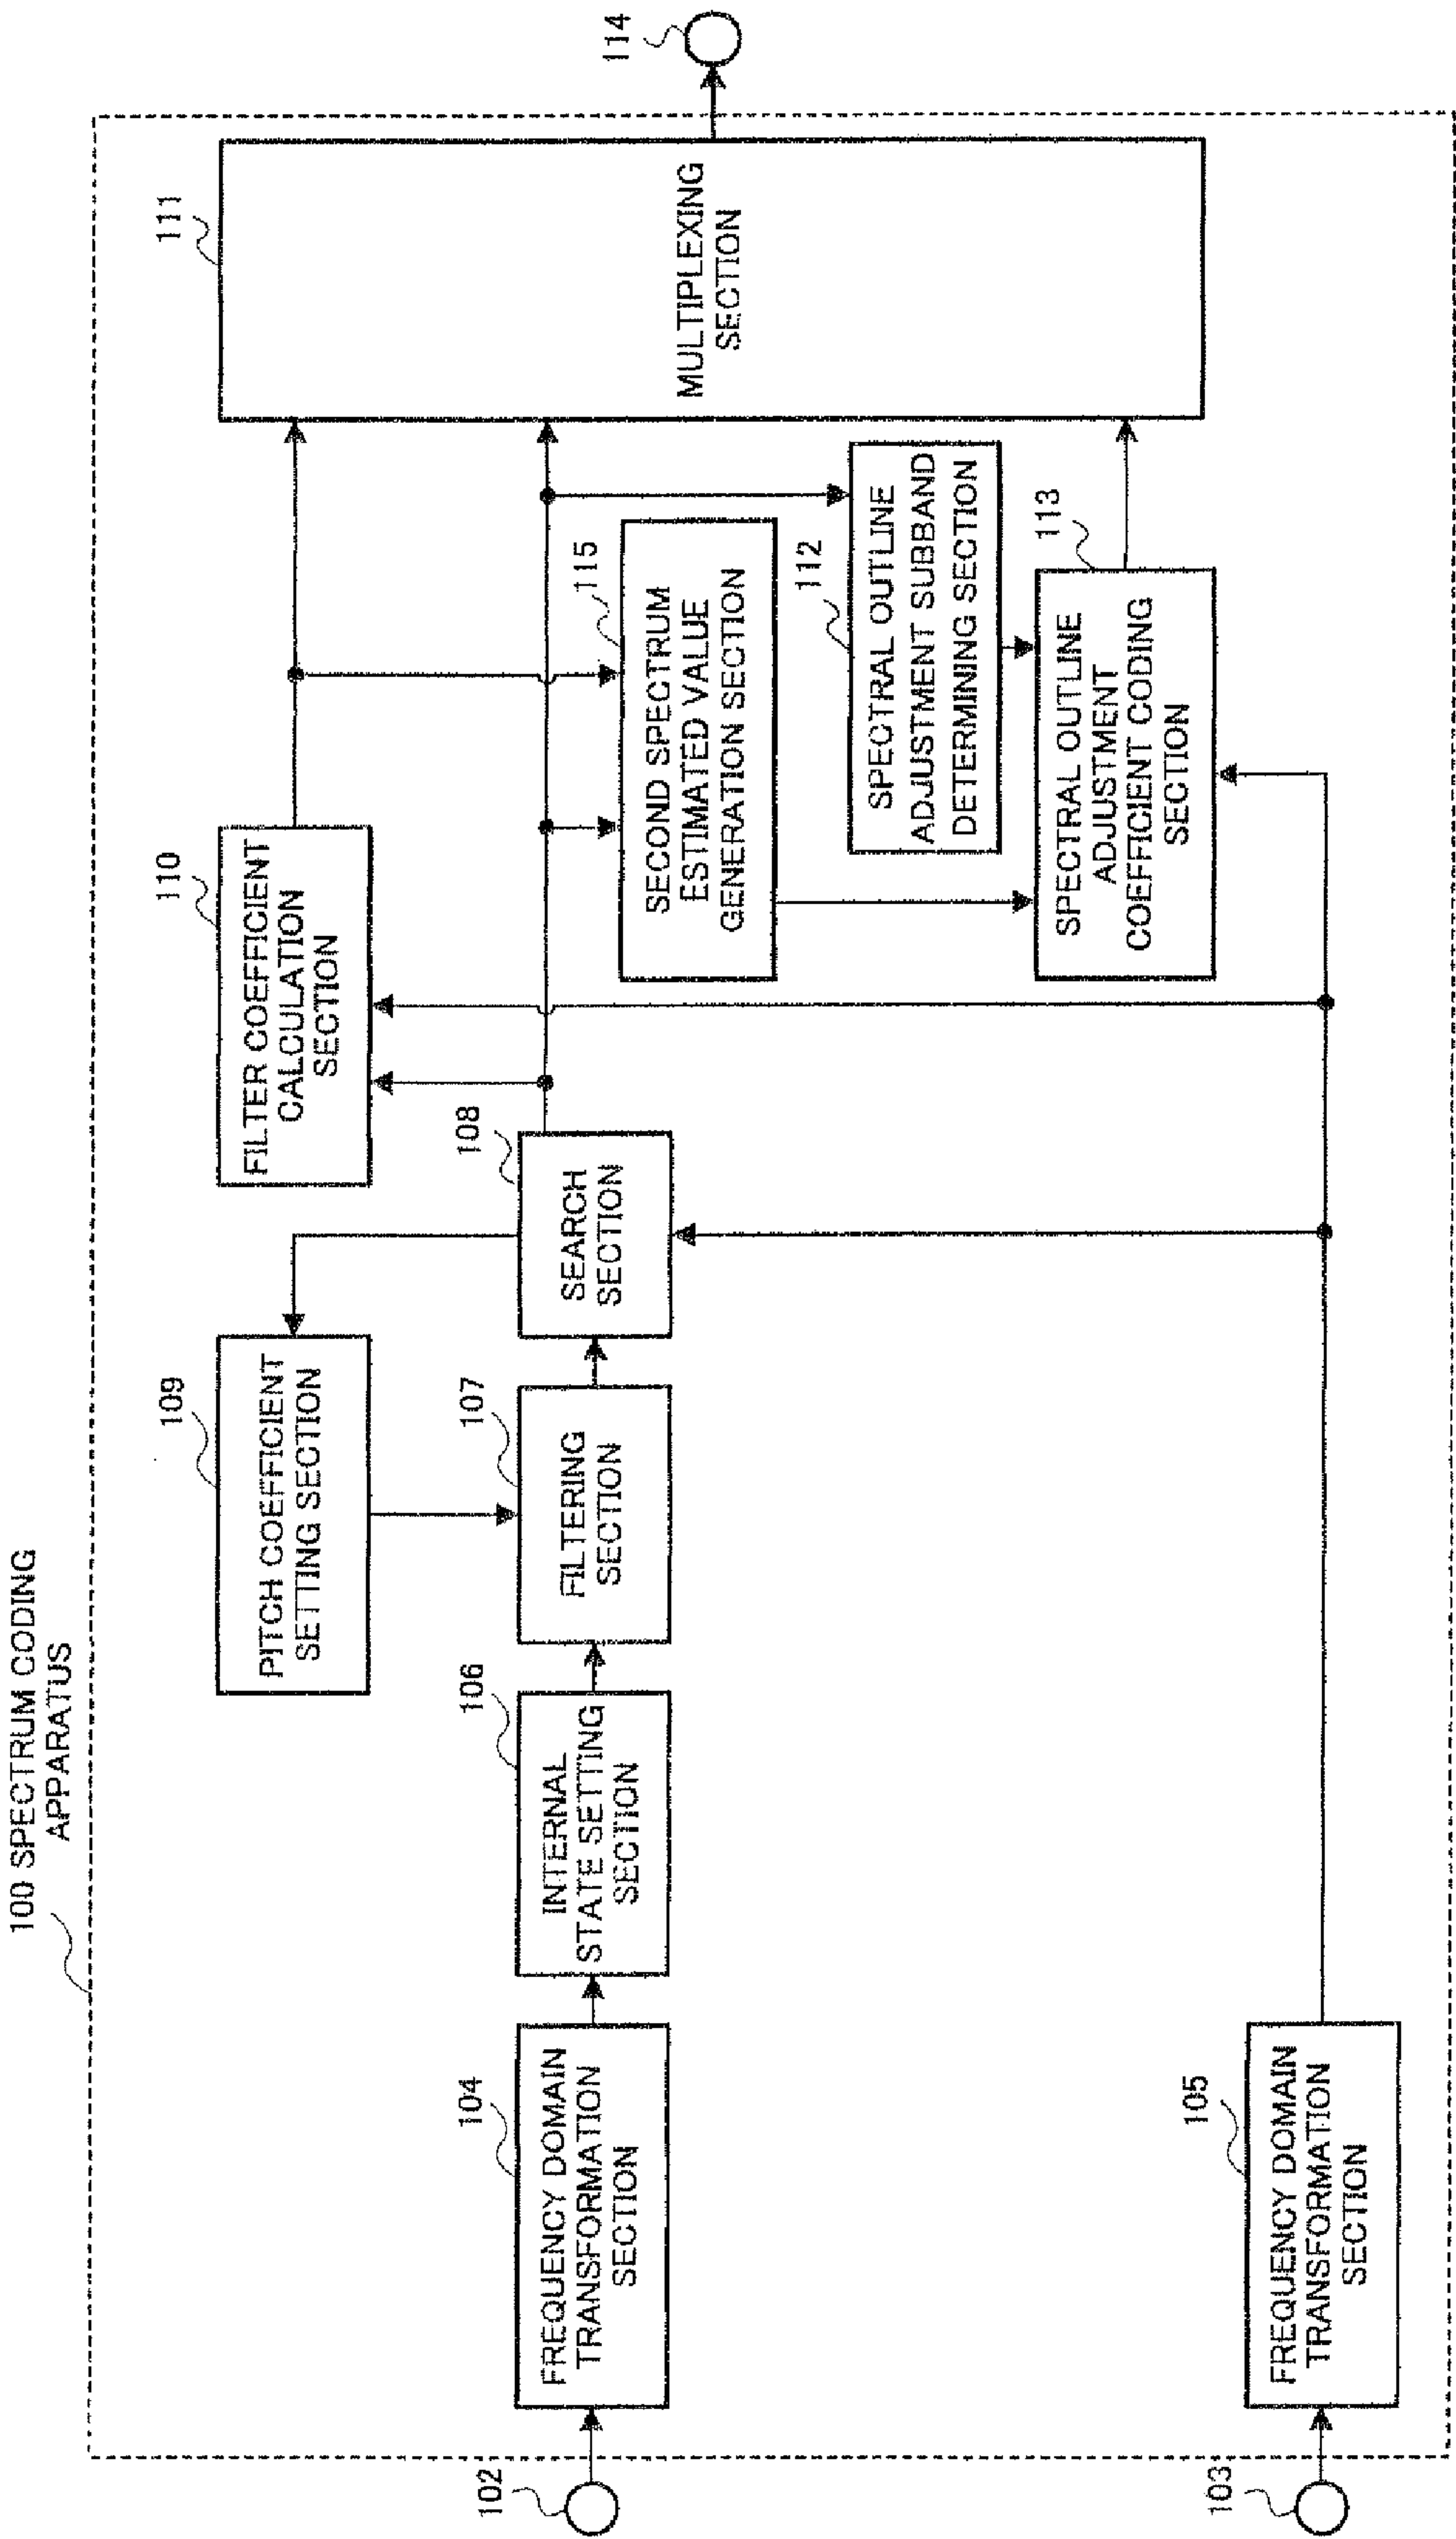 100 SPECTRUM CODING
APPARATUS
102
104
FREQUENCY DOMAIN
TRANSFORMATION
SECTION
106
INTERNAL
STATE SETTING
SECTION
109
PITCH COEFFICIENT
SETTING SECTION
107
FILTERING
SECTION
108
SEARCH
SECTION
110
FILTER COEFFICIENT
CALCULATION
SECTION
115
SECOND SPECTRUM
ESTIMATED VALUE
GENERATION SECTION
112
SPECTRAL OUTLINE
ADJUSTMENT SUBBAND
DETERMINING SECTION
113
SPECTRAL OUTLINE
ADJUSTMENT
COEFFICIENT CODING
SECTION
111
MULTIPLEXING
SECTION
114
103
105
FREQUENCY DOMAIN
TRANSFORMATION
SECTION